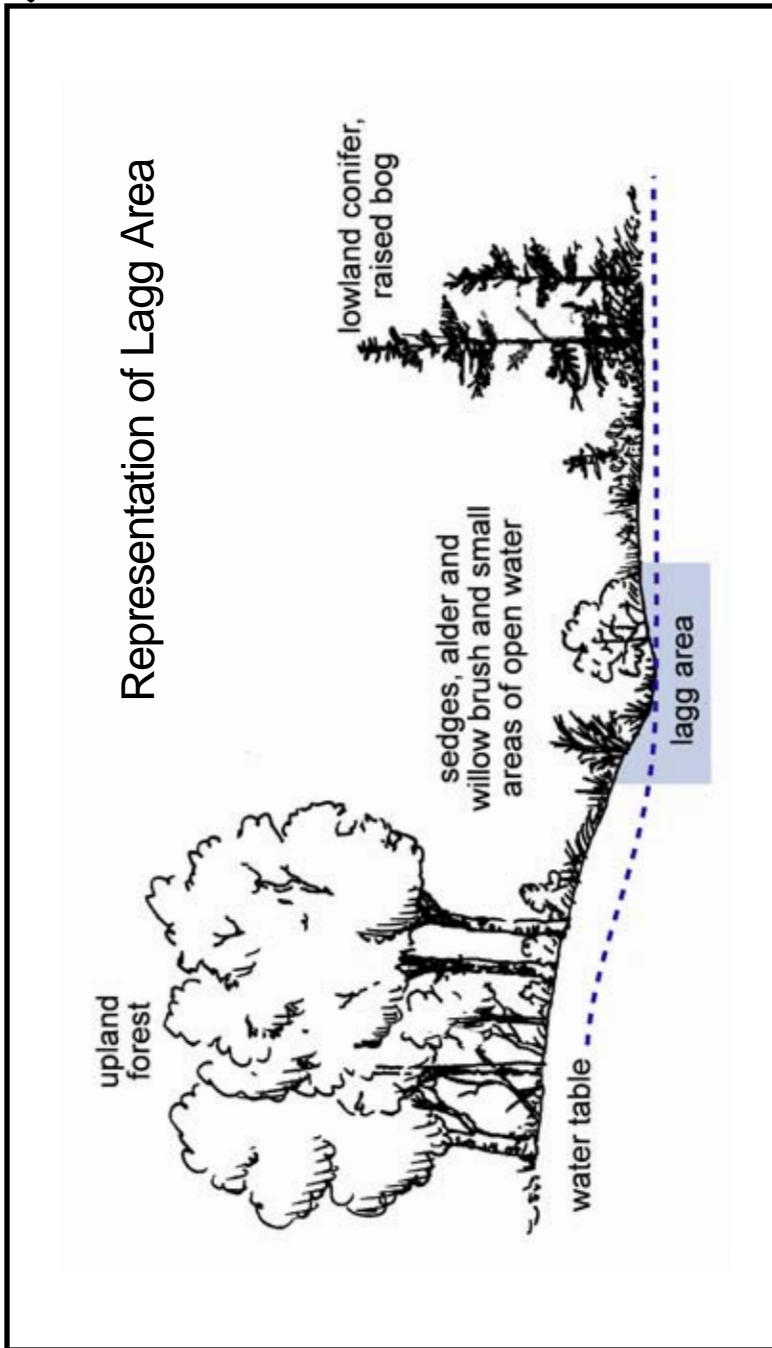 Representation of Lagg Area
upland
forest
lowland conifer,
raised bog
sedges, alder and
willow brush and small
areas of open water
water table
lagg area